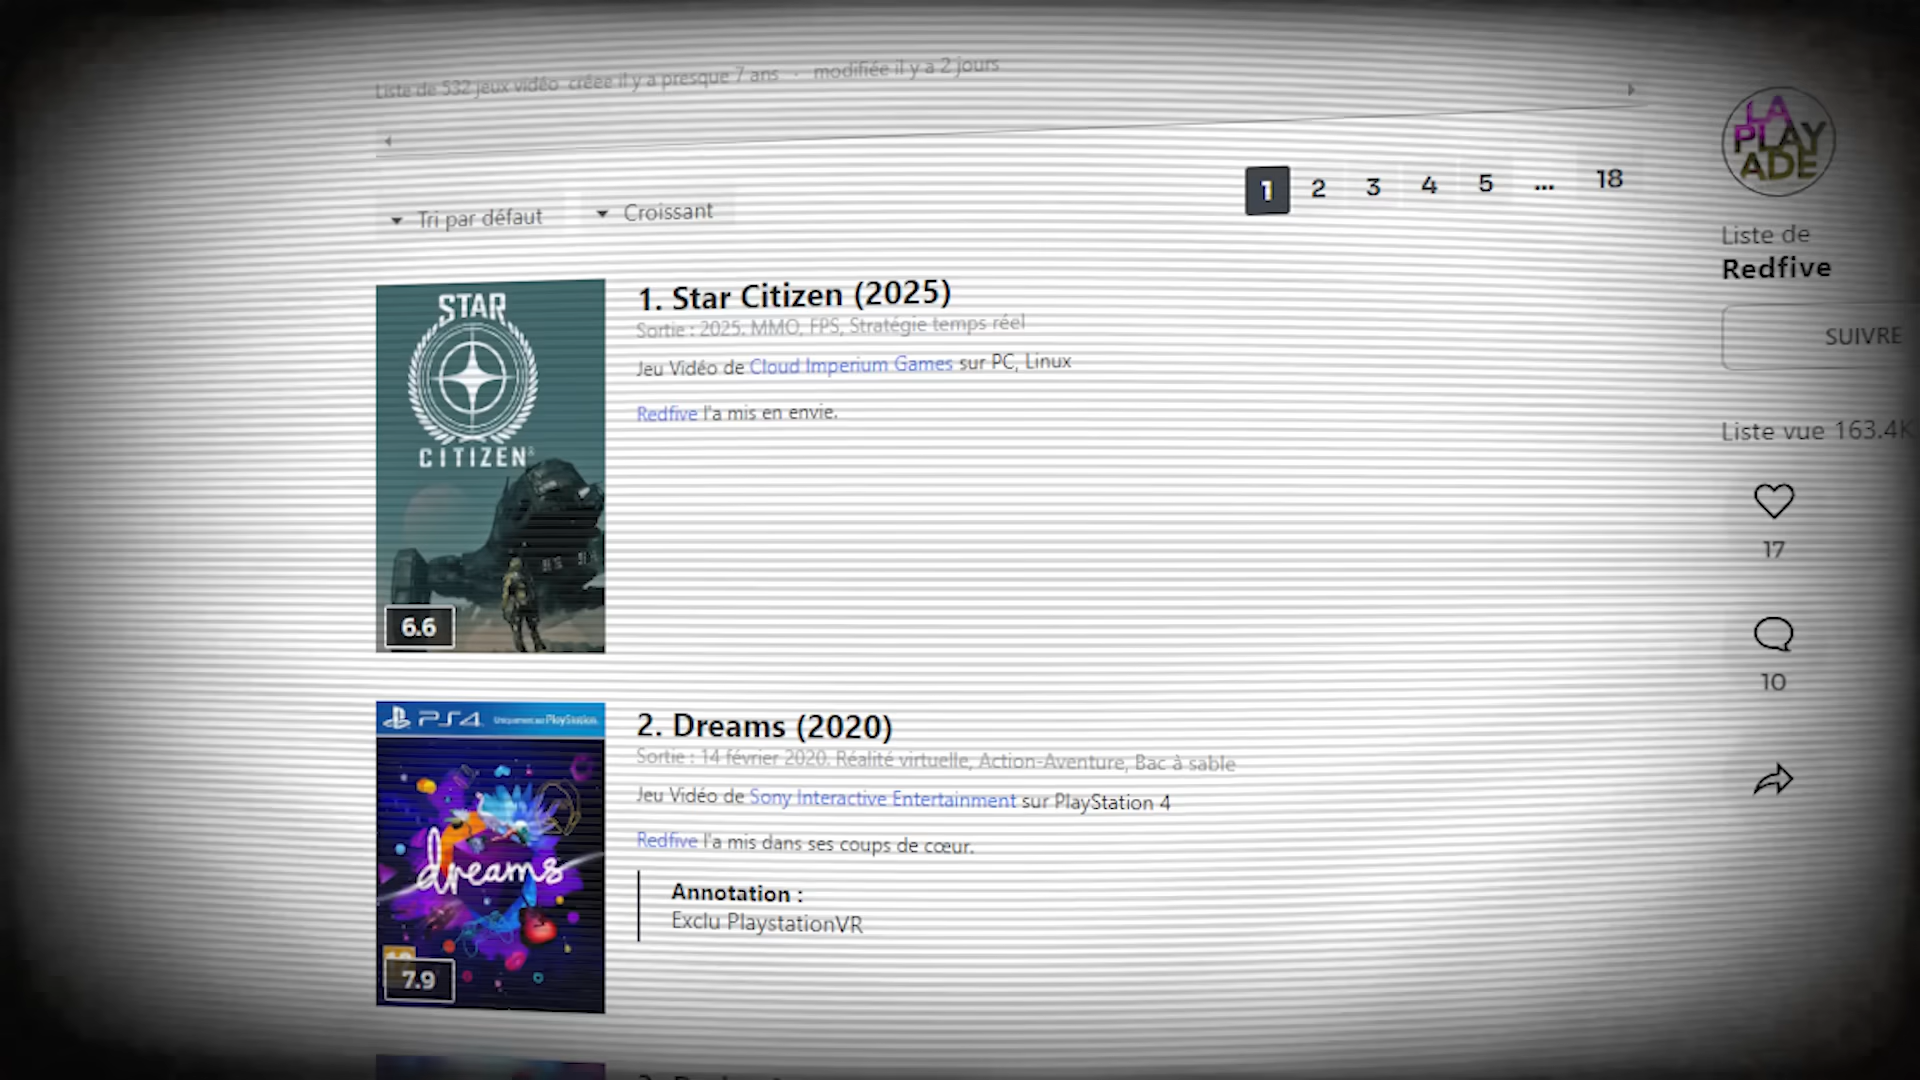 Liste de 532 jeux vidéo créee il y a presque 7 ans · modifiée il y a 2 jours
Tri par défaut
Croissant
1 2 3 4 5 ... 18
LA
PLAY
ADE
Liste de
Redfive
SUIVRE
Liste vue 163.4K
17
10
STAR
CITIZEN
6.6
1. Star Citizen (2025)
Sortie : 2025. MMO, FPS, Stratégie temps réel
Jeu Vidéo de Cloud Imperium Games sur PC, Linux
Redfive l'a mis en envie.
PS4 Uniquement sur PlayStation
dreams
7.9
2. Dreams (2020)
Sortie : 14 février 2020. Réalité virtuelle, Action-Aventure, Bac à sable
Jeu Vidéo de Sony Interactive Entertainment sur PlayStation 4
Redfive l'a mis dans ses coups de cœur.
Annotation :
Exclu PlaystationVR